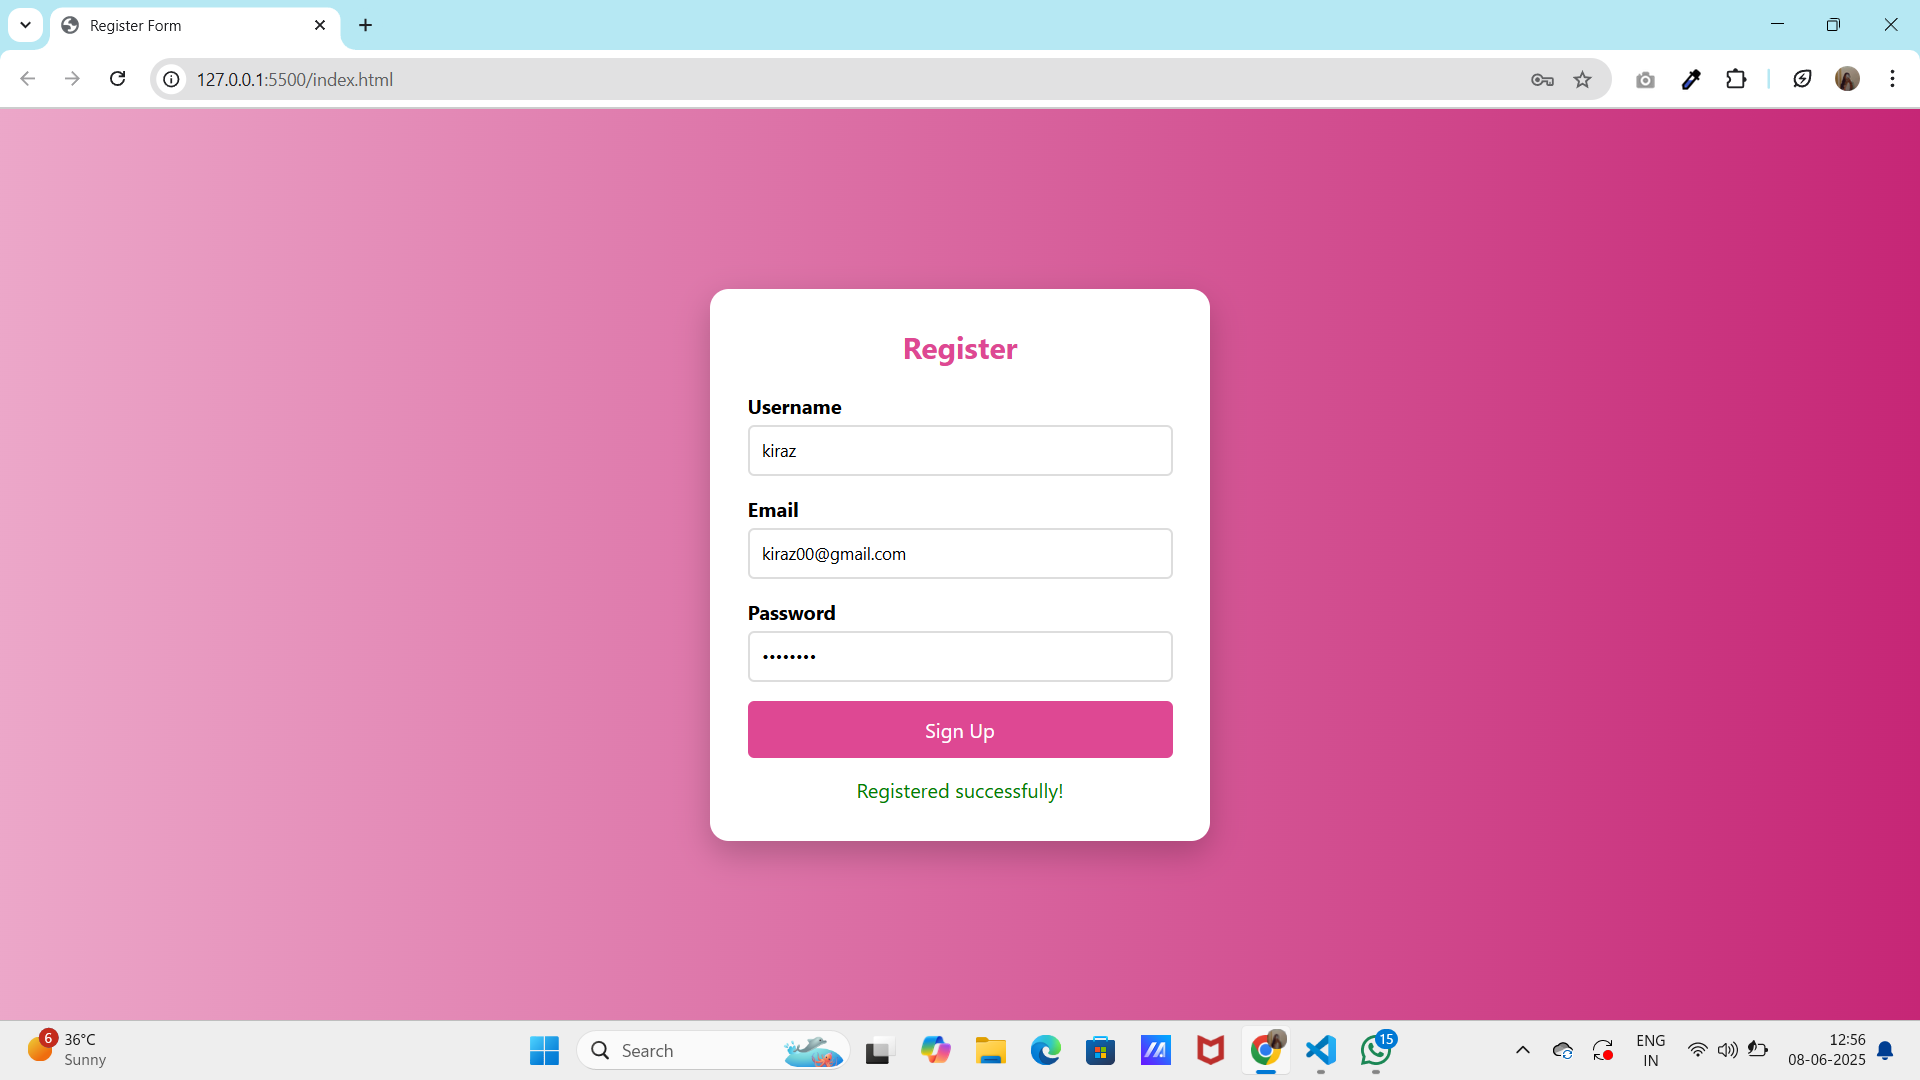 Register Form
127.0.0.1:5500/index.html
Register
Username
kiraz
Email
kiraz00@gmail.com
Password
••••••••
Sign Up
Registered successfully!
6
36°C
Sunny
Search
15
ENG
IN
12:56
08-06-2025